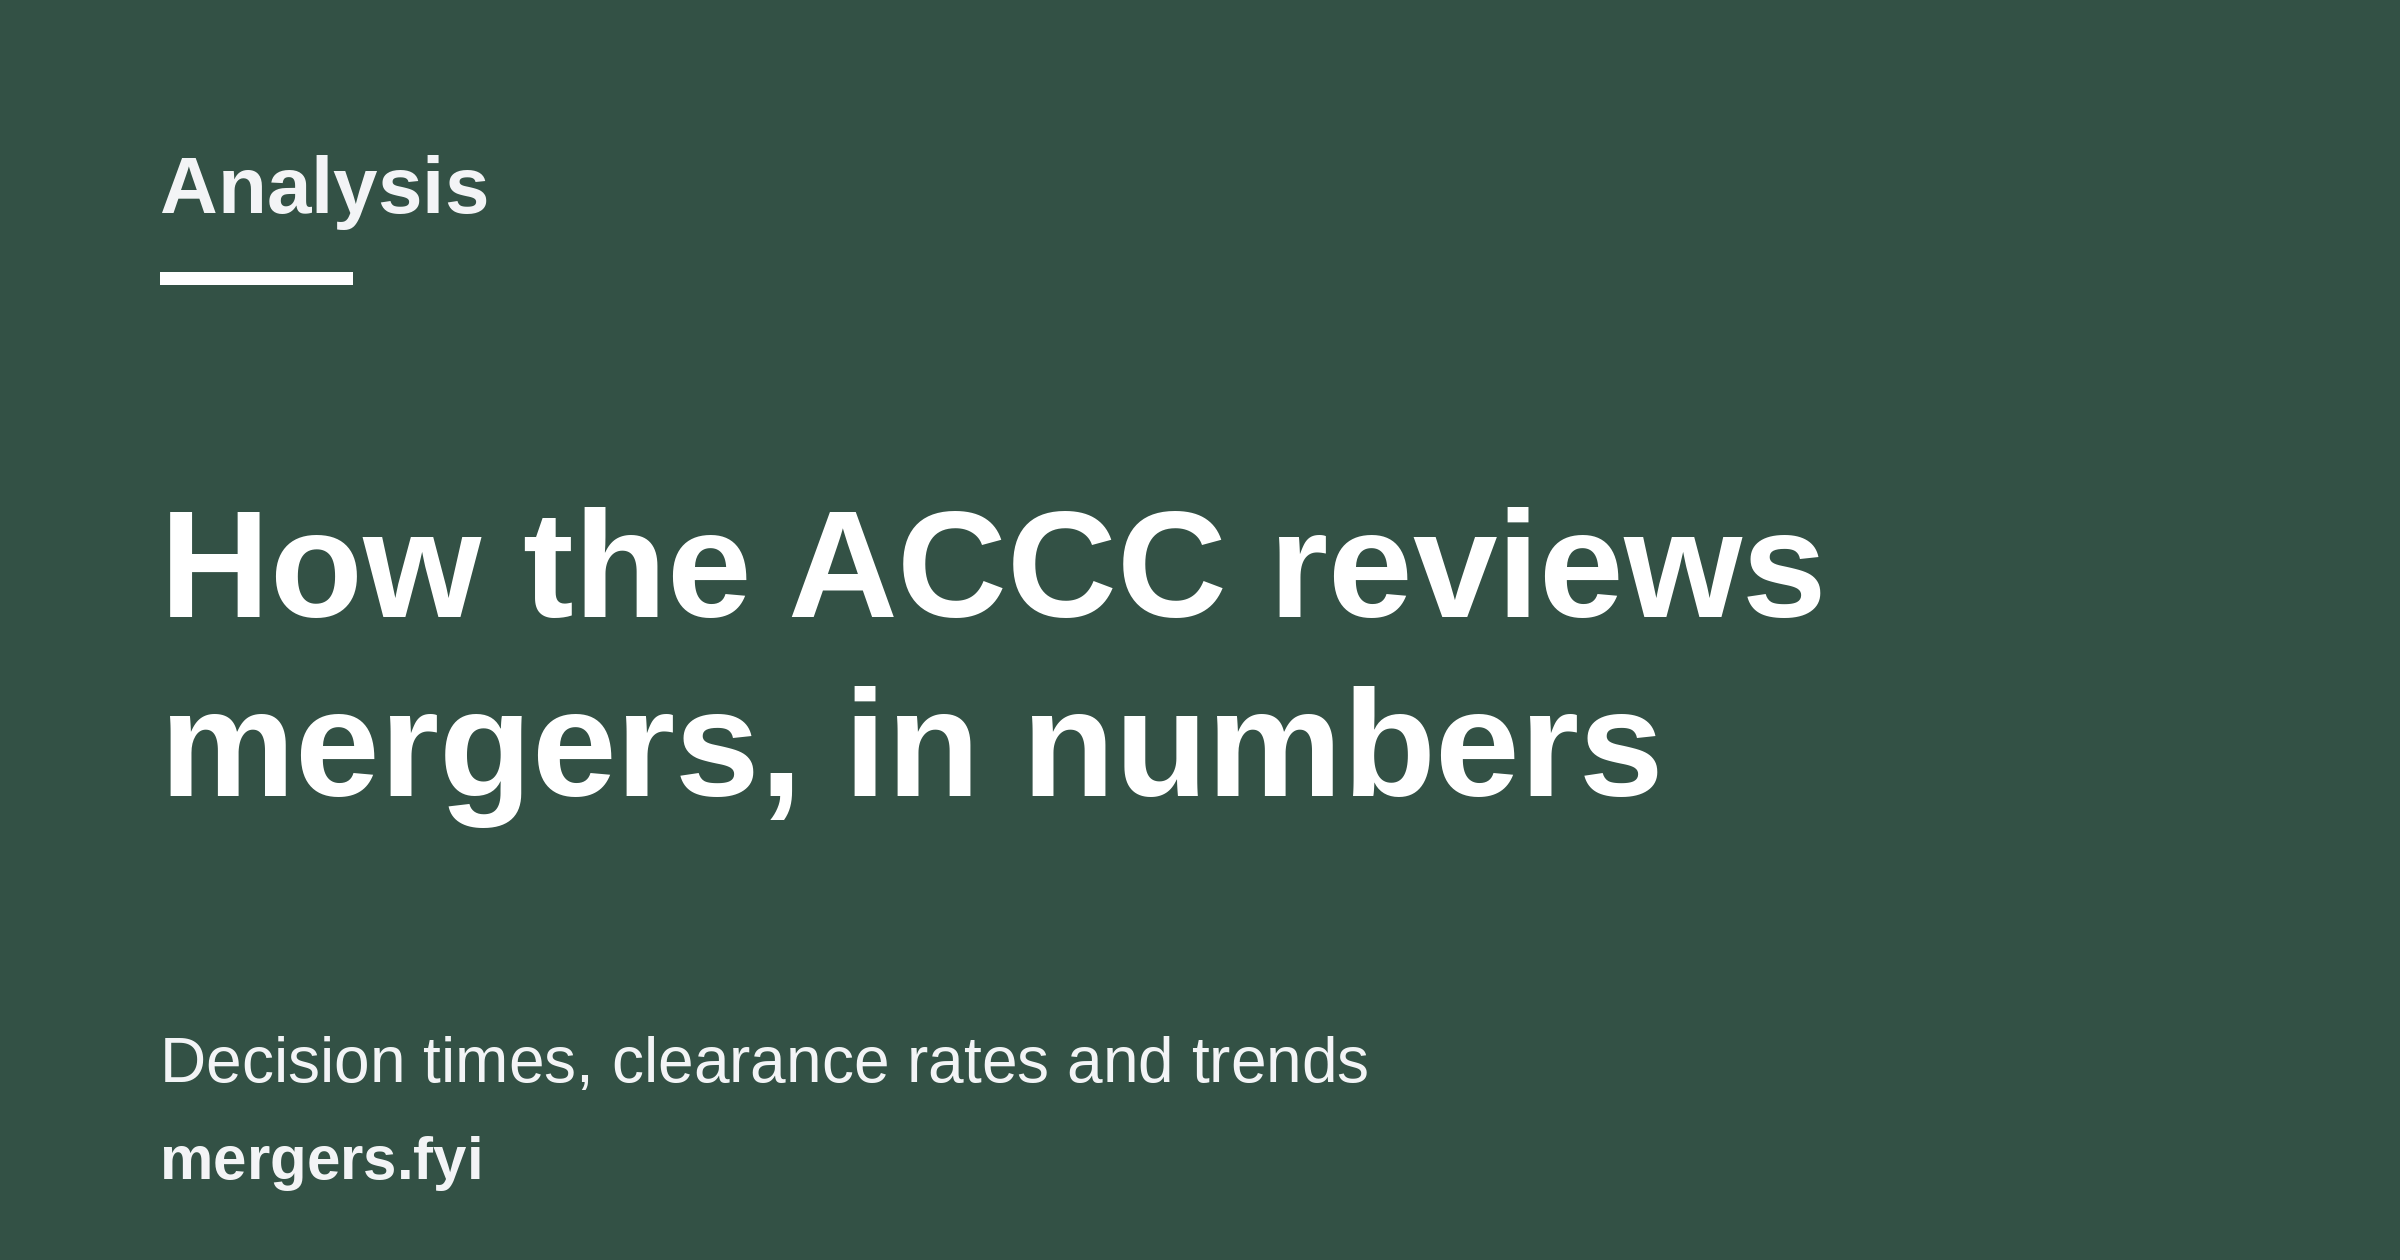 Analysis
How the ACCC reviews
mergers, in numbers
Decision times, clearance rates and trends
mergers.fyi